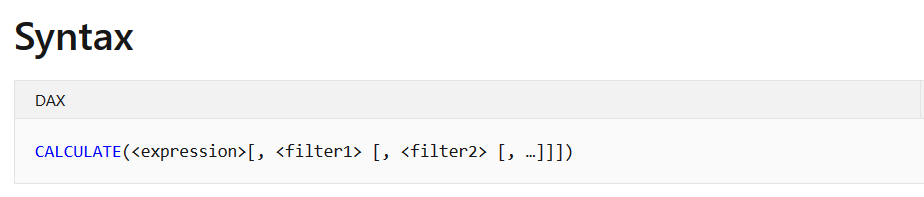 Syntax
DAX
CALCULATE(<expression>[, <filter1> [, <filter2> [, …]]])